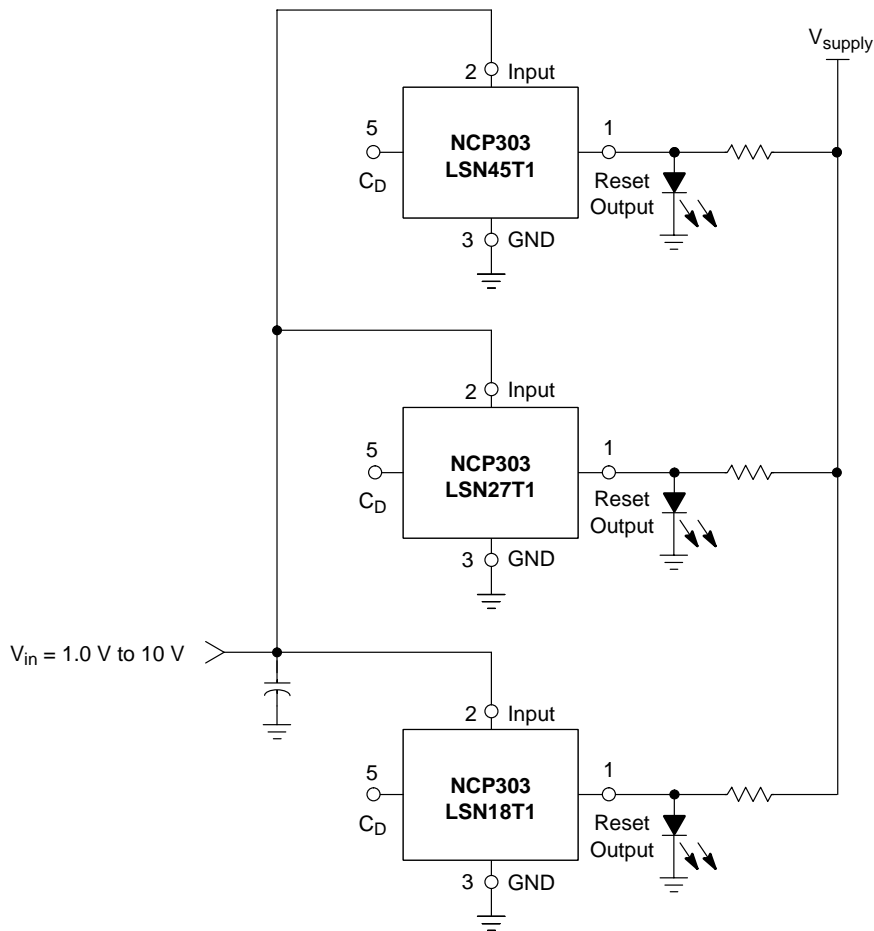 V_supply
2 Input
5
NCP303
LSN45T1
1
C_D
Reset
Output
3 GND
2 Input
5
NCP303
LSN27T1
1
C_D
Reset
Output
3 GND
V_in = 1.0 V to 10 V
2 Input
5
NCP303
LSN18T1
1
C_D
Reset
Output
3 GND